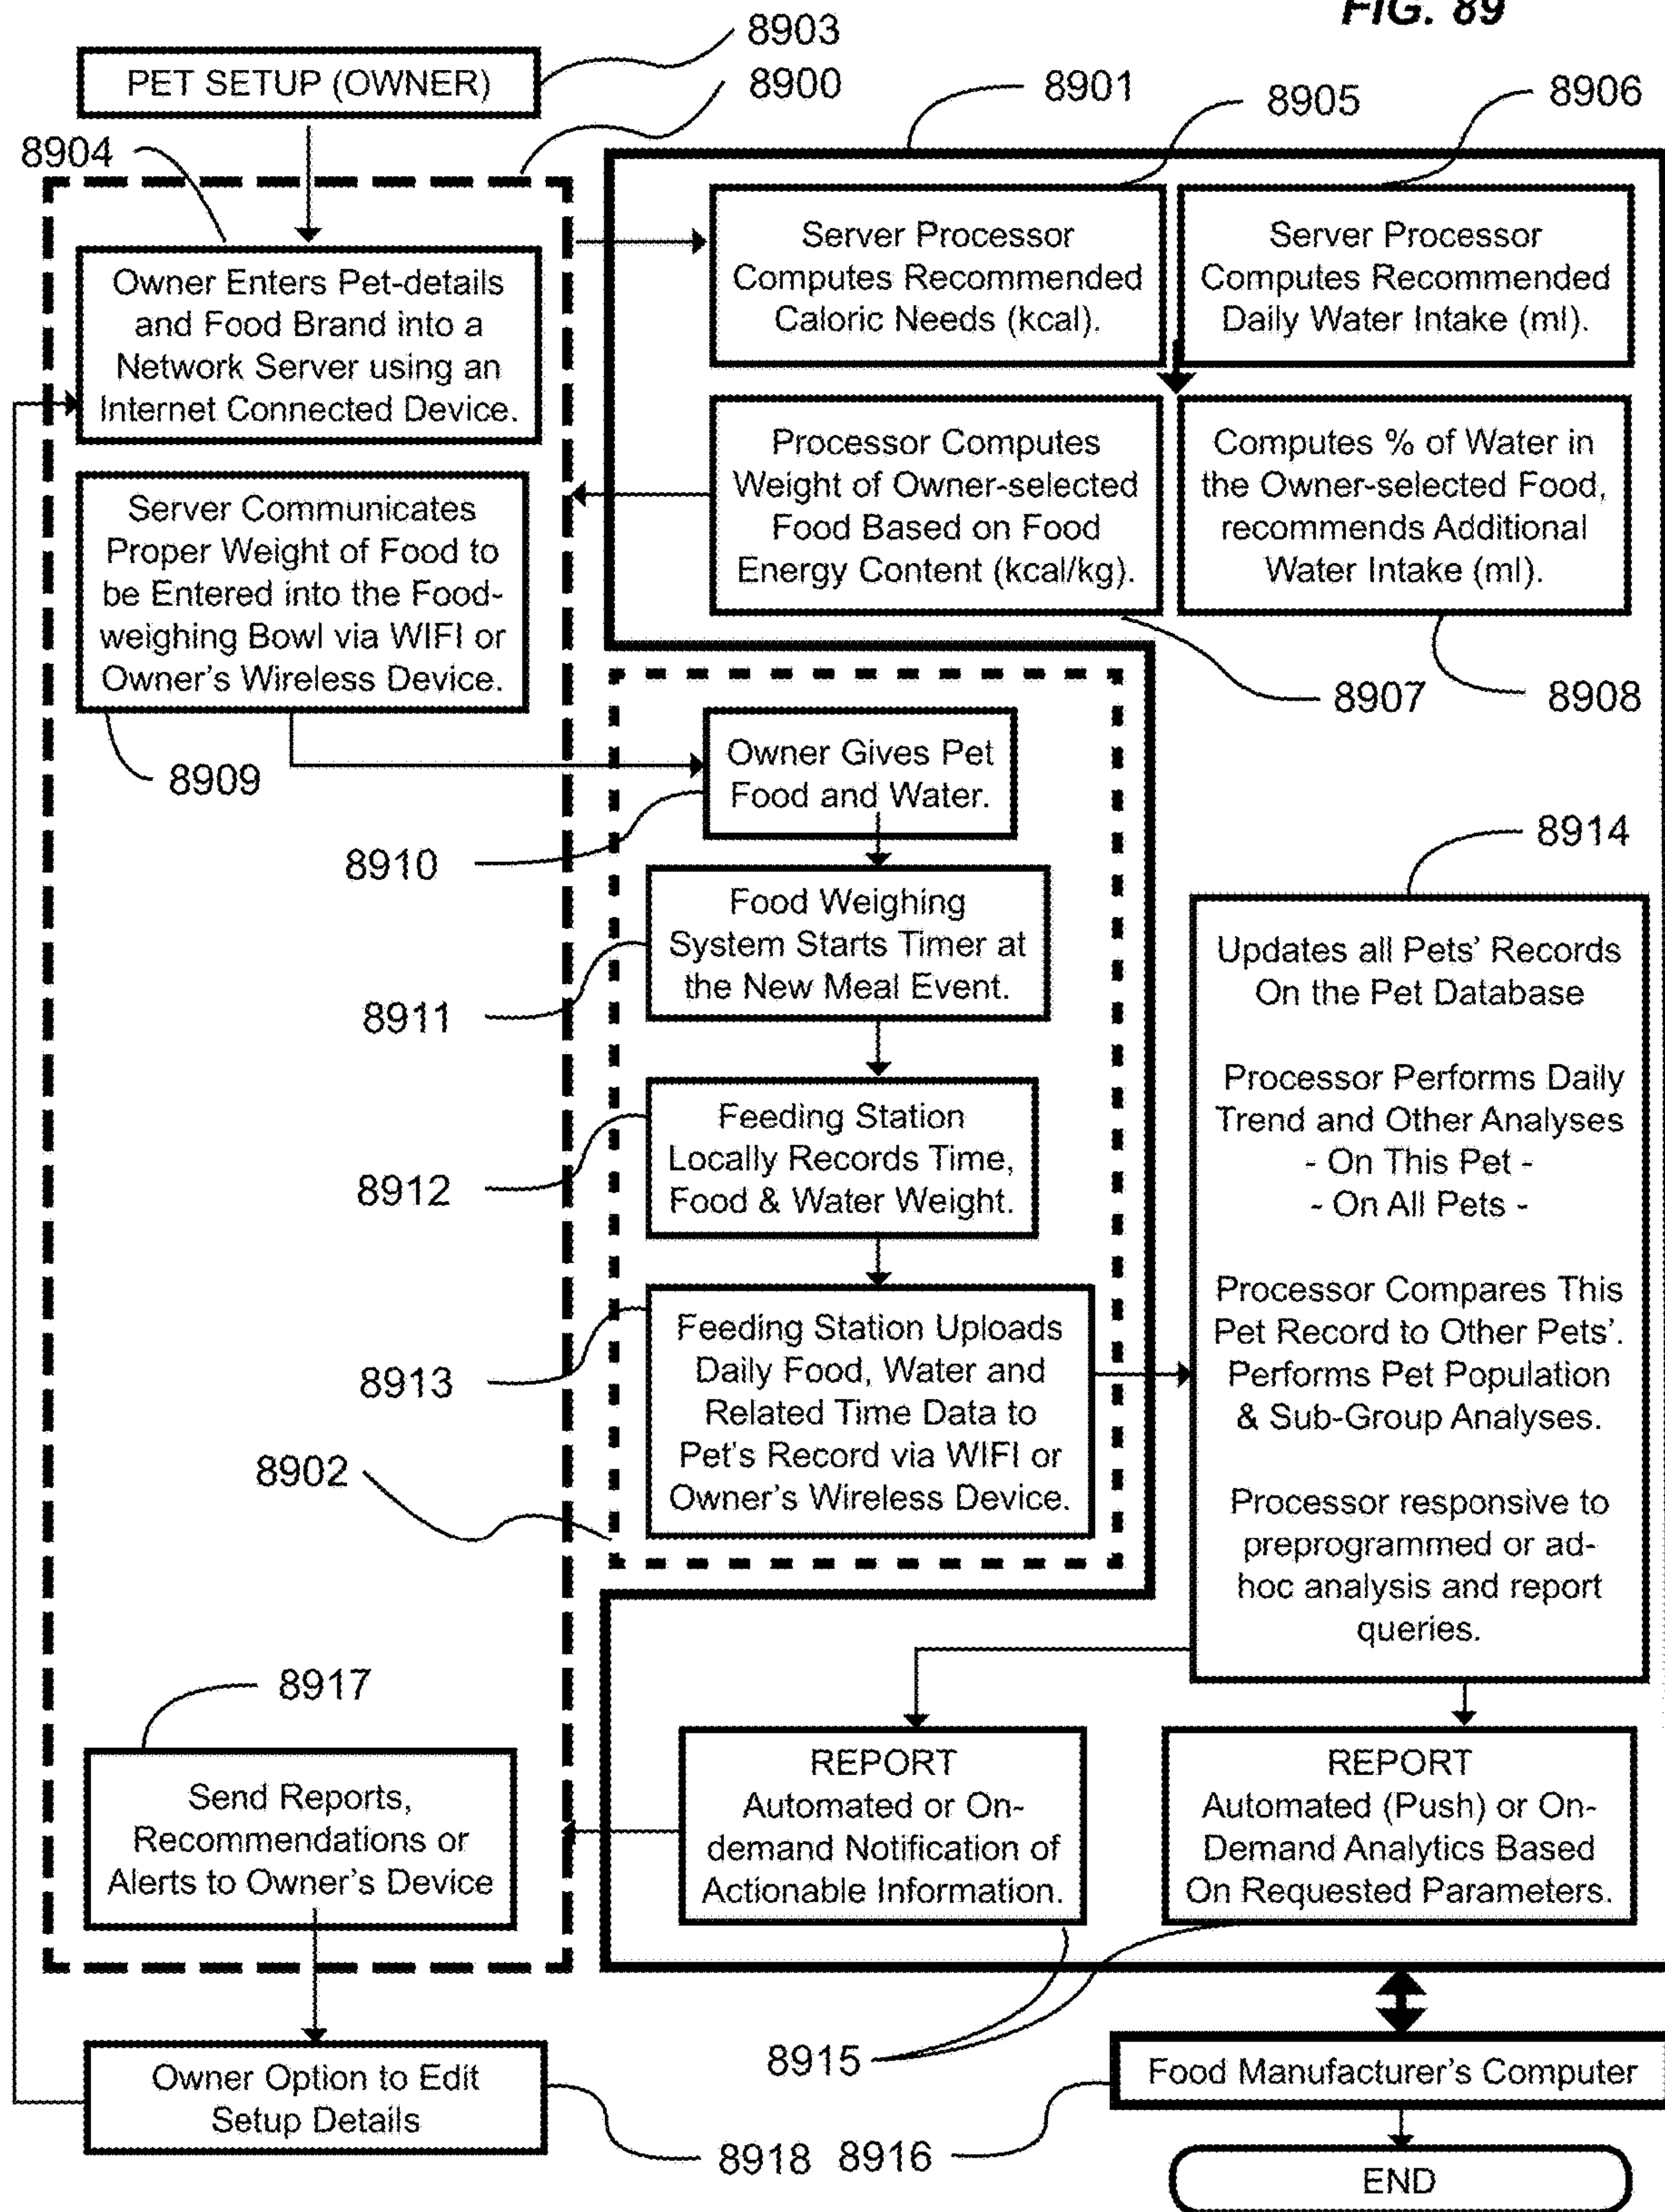 FIG. 89
8903
PET SETUP (OWNER)
8900
8901
8905
8906
8904
Owner Enters Pet-details
and Food Brand into a
Network Server using an
Internet Connected Device.
Server Processor
Computes Recommended
Caloric Needs (kcal).
Server Processor
Computes Recommended
Daily Water Intake (ml).
Processor Computes
Weight of Owner-selected
Food Based on Food
Energy Content (kcal/kg).
Computes % of Water in
the Owner-selected Food,
recommends Additional
Water Intake (ml).
Server Communicates
Proper Weight of Food to
be Entered into the Food-
weighing Bowl via WIFI or
Owner's Wireless Device.
8907
8908
8909
Owner Gives Pet
Food and Water.
8910
Food Weighing
System Starts Timer at
the New Meal Event.
8911
Feeding Station
Locally Records Time,
Food & Water Weight.
8912
Feeding Station Uploads
Daily Food, Water and
Related Time Data to
Pet's Record via WIFI or
Owner's Wireless Device.
8913
8902
8914
Updates all Pets' Records
On the Pet Database
Processor Performs Daily
Trend and Other Analyses
- On This Pet -
- On All Pets -
Processor Compares This
Pet Record to Other Pets'.
Performs Pet Population
& Sub-Group Analyses.
Processor responsive to
preprogrammed or ad-
hoc analysis and report
queries.
8917
Send Reports,
Recommendations or
Alerts to Owner's Device
REPORT
Automated or On-
demand Notification of
Actionable Information.
REPORT
Automated (Push) or On-
Demand Analytics Based
On Requested Parameters.
8915
Owner Option to Edit
Setup Details
8918
8916
Food Manufacturer's Computer
END